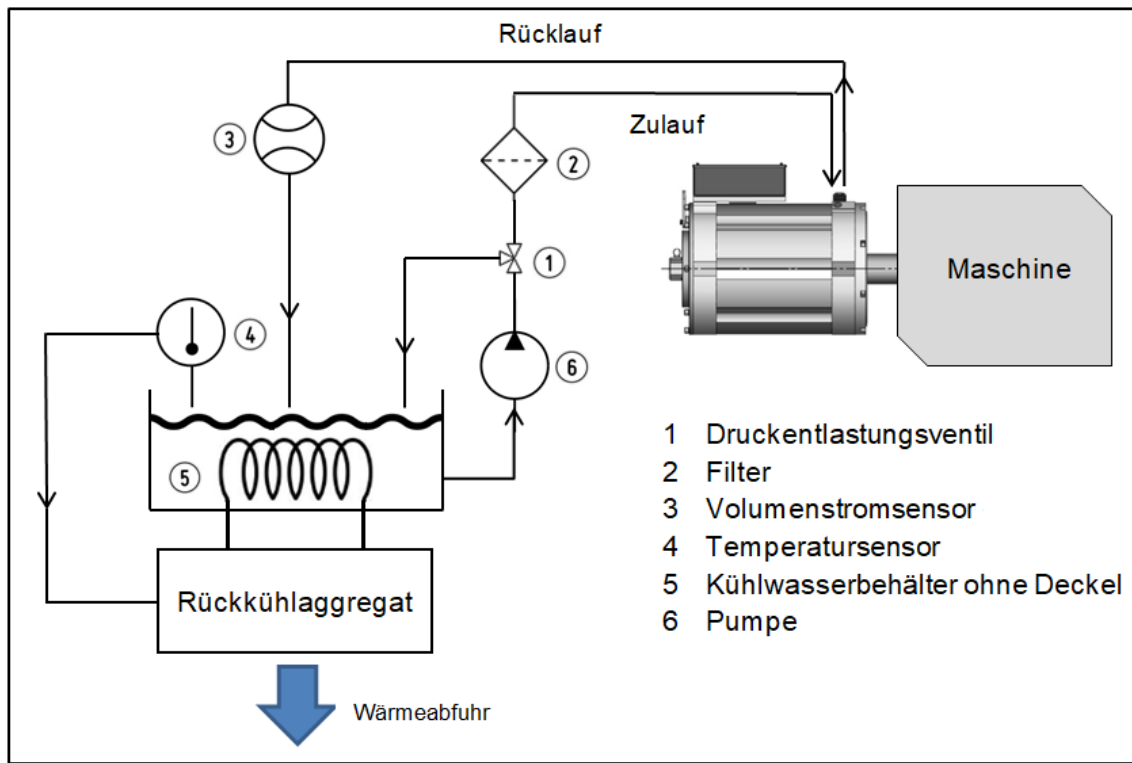 Rücklauf
Zulauf
3
2
1
Maschine
4
6
5
Rückkühlaggregat
Wärmeabfuhr
1 Druckentlastungsventil
2 Filter
3 Volumenstromsensor
4 Temperatursensor
5 Kühlwasserbehälter ohne Deckel
6 Pumpe